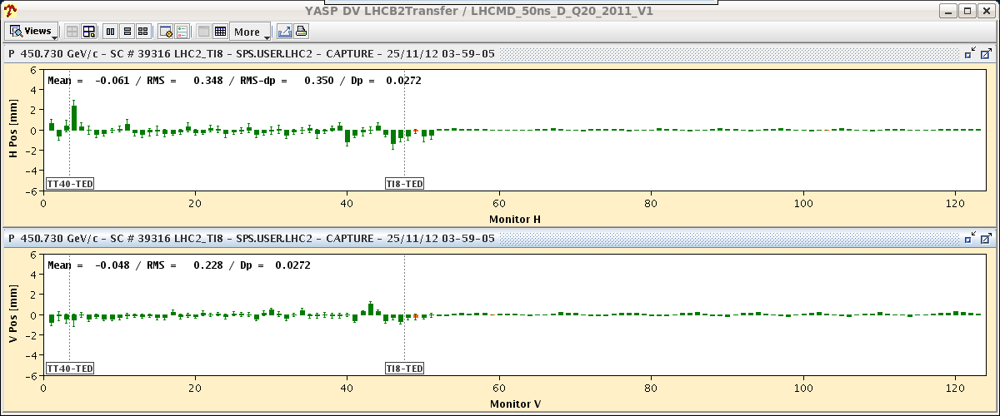 YASP DV LHCB2Transfer / LHCMD_50ns_D_Q20_2011_V1
Views More
P 450.730 GeV/c - SC # 39316 LHC2_TI8 - SPS.USER.LHC2 - CAPTURE - 25/11/12 03-59-05
Mean = -0.061 / RMS = 0.348 / RMS-dp = 0.350 / Dp = 0.0272
H Pos [mm]
6
4
2
0
-2
-4
-6
TT40-TED TI8-TED
0 20 40 60 80 100 120
Monitor H
P 450.730 GeV/c - SC # 39316 LHC2_TI8 - SPS.USER.LHC2 - CAPTURE - 25/11/12 03-59-05
Mean = -0.048 / RMS = 0.228 / Dp = 0.0272
V Pos [mm]
6
4
2
0
-2
-4
-6
TT40-TED TI8-TED
0 20 40 60 80 100 120
Monitor V